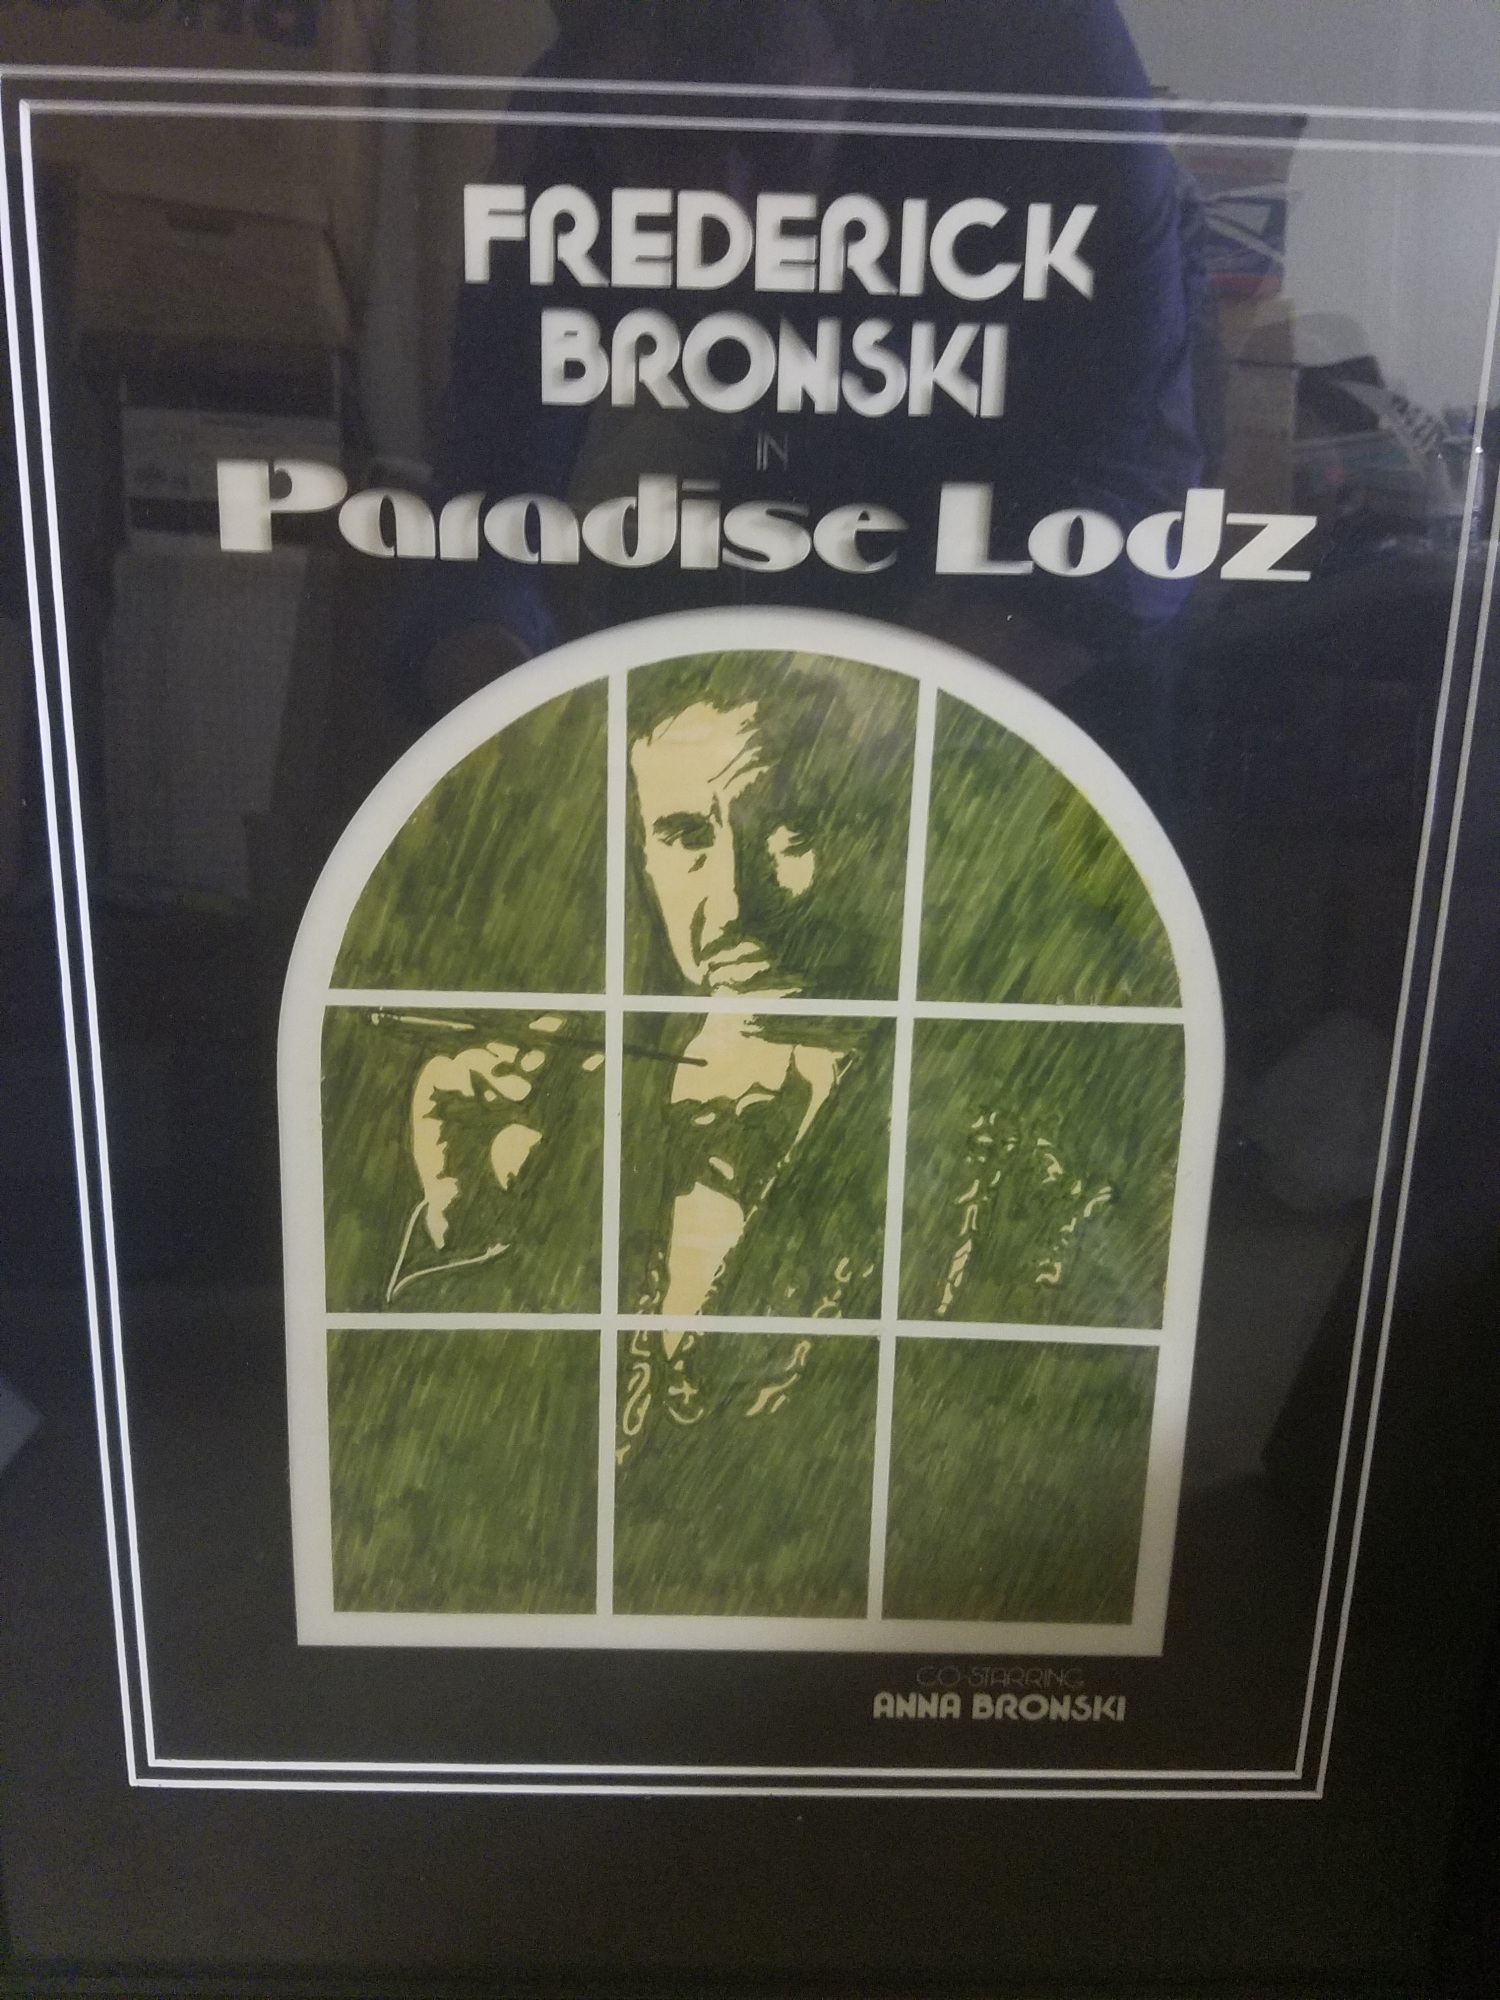 FREDERICK
BRONSKI
IN
Paradise Lodz
CO-STARRING
ANNA BRONSKI